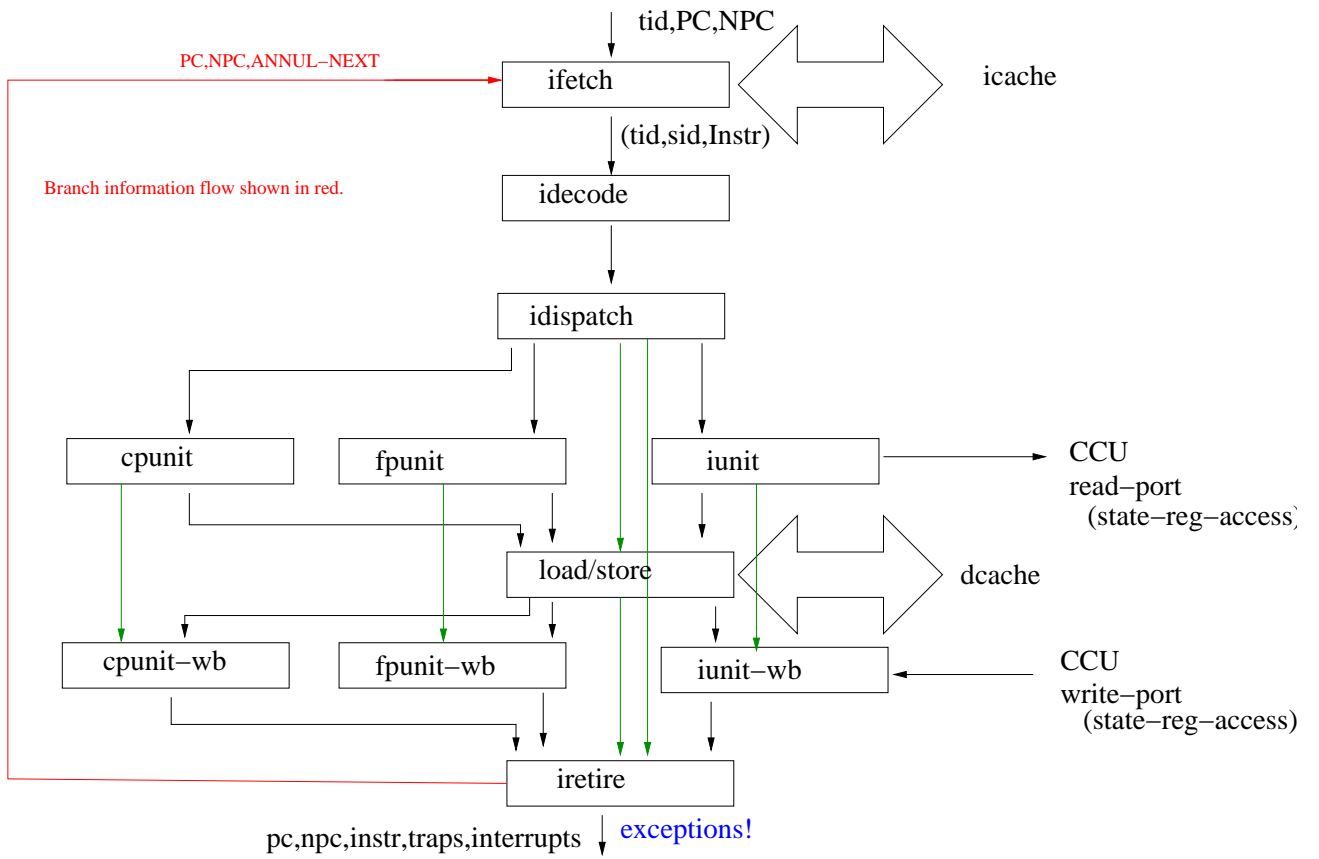 tid,PC,NPC
PC,NPC,ANNUL−NEXT
ifetch
icache
(tid,sid,Instr)
Branch information flow shown in red.
idecode
idispatch
cpunit
fpunit
iunit
CCU
read−port
(state−reg−access)
load/store
dcache
cpunit−wb
fpunit−wb
iunit−wb
CCU
write−port
(state−reg−access)
iretire
pc,npc,instr,traps,interrupts
exceptions!